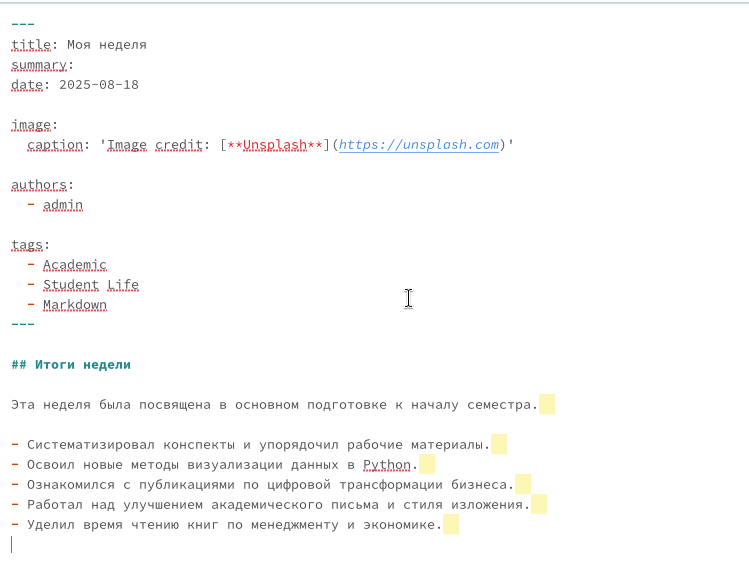 ---
title: Моя неделя
summary:
date: 2025-08-18

image:
  caption: 'Image credit: [**Unsplash**](https://unsplash.com)'

authors:
  - admin

tags:
  - Academic
  - Student Life
  - Markdown
---

## Итоги недели

Эта неделя была посвящена в основном подготовке к началу семестра.

- Систематизировал конспекты и упорядочил рабочие материалы.
- Освоил новые методы визуализации данных в Python.
- Ознакомился с публикациями по цифровой трансформации бизнеса.
- Работал над улучшением академического письма и стиля изложения.
- Уделил время чтению книг по менеджменту и экономике.